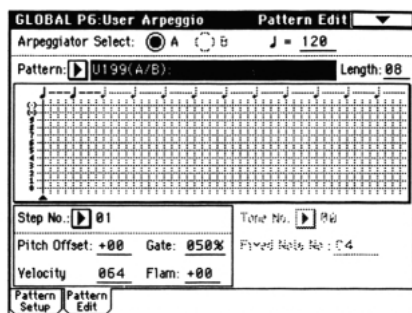 GLOBAL P6:User Arpeggio Pattern Edit
Arpeggiator Select: A B ♩ = 120
Pattern: U199(A/B): Length: 08
Step No.: 01 Tone No. 00
Pitch Offset: +00 Gate: 050% Fixed Note No.: C4
Velocity 064 Flam: +00
Pattern Setup Pattern Edit